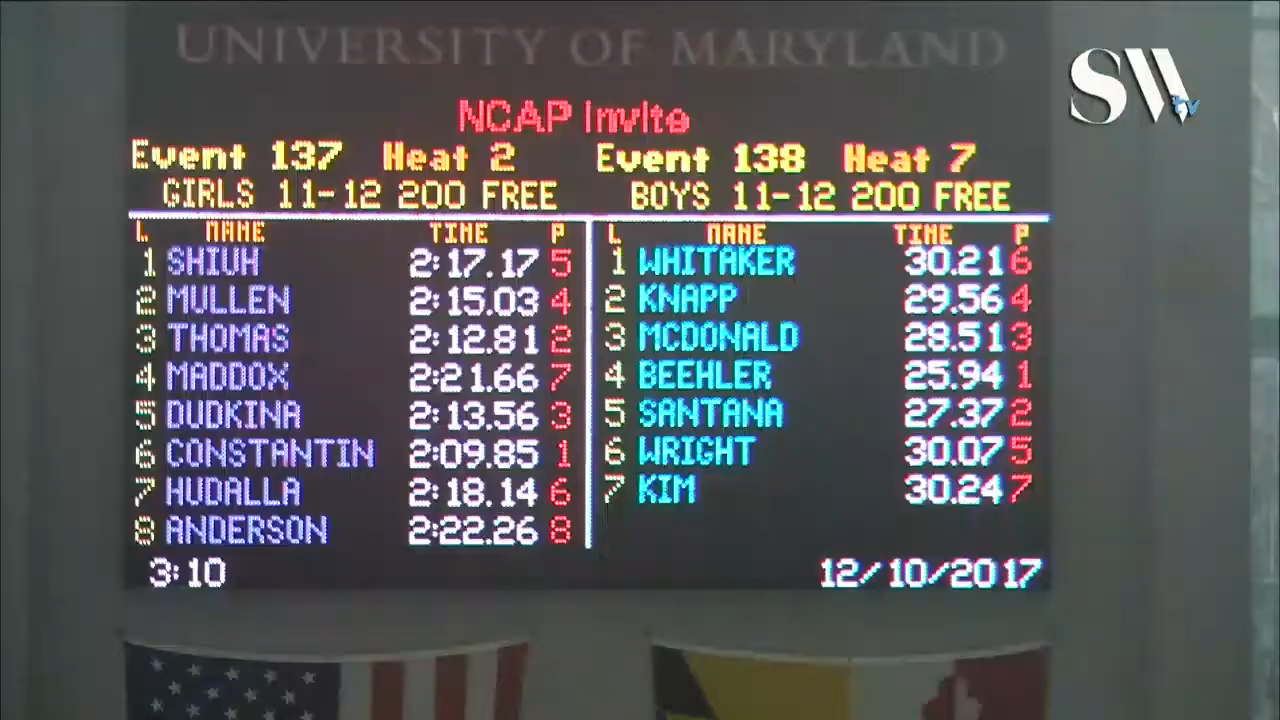 UNIVERSITY OF MARYLAND
SW tv
NCAP Invite
Event 137 Heat 2 Event 138 Heat 7
GIRLS 11-12 200 FREE BOYS 11-12 200 FREE
L NAME TIME P L NAME TIME P
1 SHIVH 2:17.17 5 1 WHITAKER 30.21 6
2 MULLEN 2:15.03 4 2 KNAPP 29.56 4
3 THOMAS 2:12.81 2 3 MCDONALD 28.51 3
4 MADDOX 2:21.66 7 4 BEEHLER 25.94 1
5 DUDKINA 2:13.56 3 5 SANTANA 27.37 2
6 CONSTANTIN 2:09.85 1 6 WRIGHT 30.07 5
7 HUDALLA 2:18.14 6 7 KIM 30.24 7
8 ANDERSON 2:22.26 8
3:10 12/10/2017